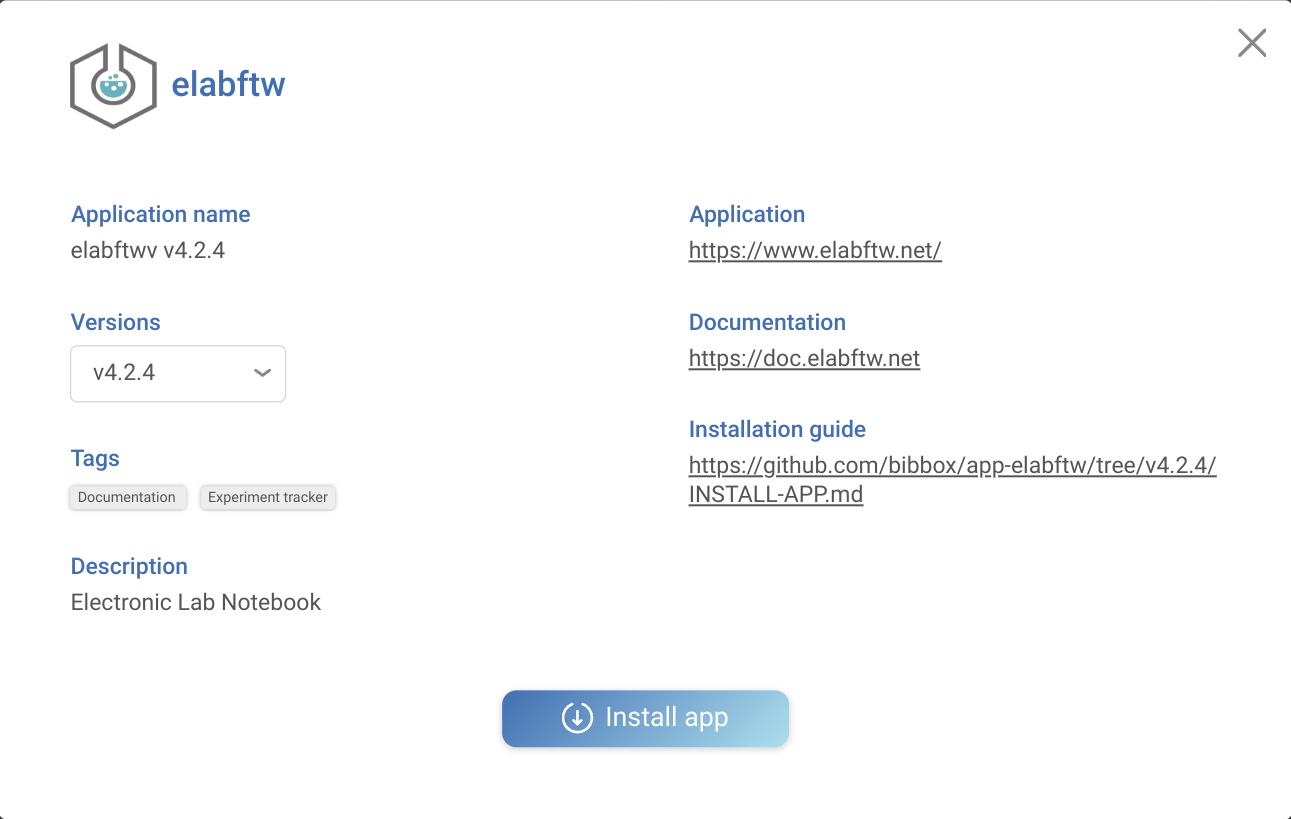 elabftw
Application name
elabftwv v4.2.4
Versions
v4.2.4
Tags
Documentation
Experiment tracker
Description
Electronic Lab Notebook
Application
https://www.elabftw.net/
Documentation
https://doc.elabftw.net
Installation guide
https://github.com/bibbox/app-elabftw/tree/v4.2.4/
INSTALL-APP.md
Install app